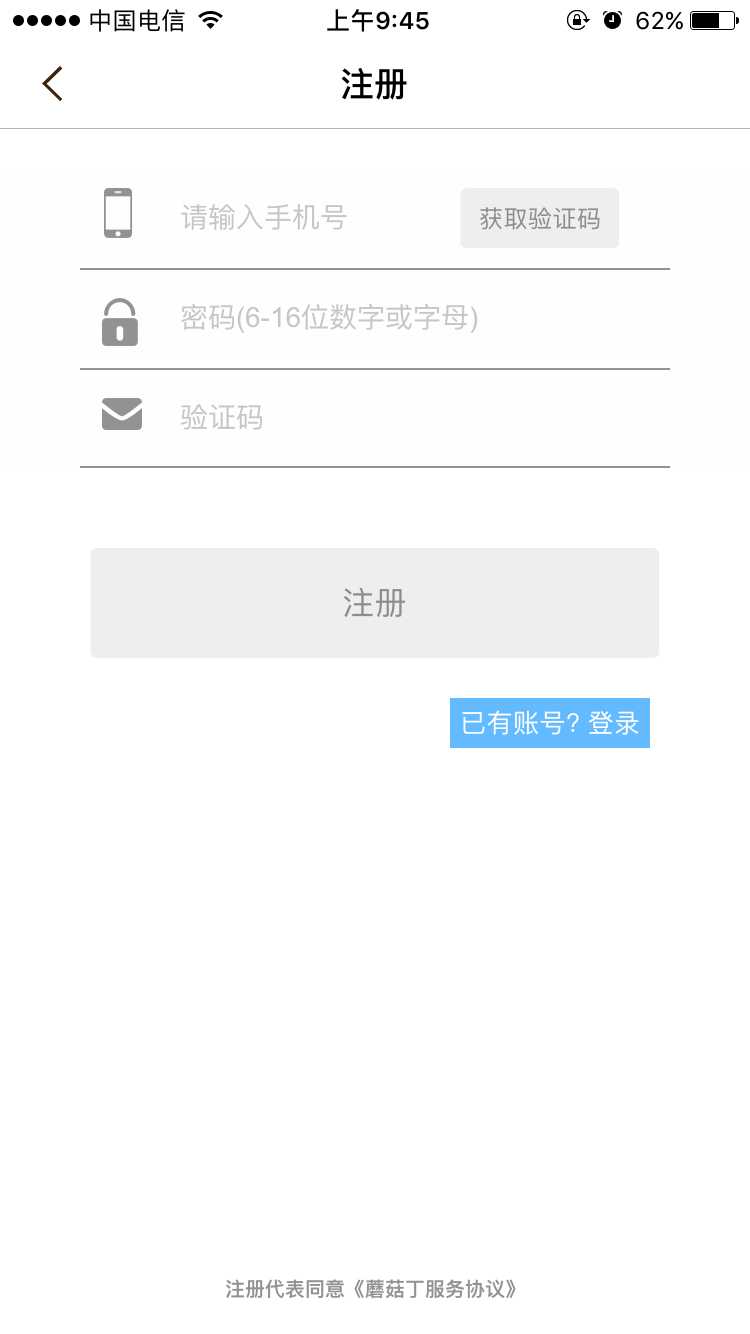 中国电信 上午9:45 62%
注册
请输入手机号 获取验证码
密码(6-16位数字或字母)
验证码
注册
已有账号? 登录
注册代表同意《蘑菇丁服务协议》